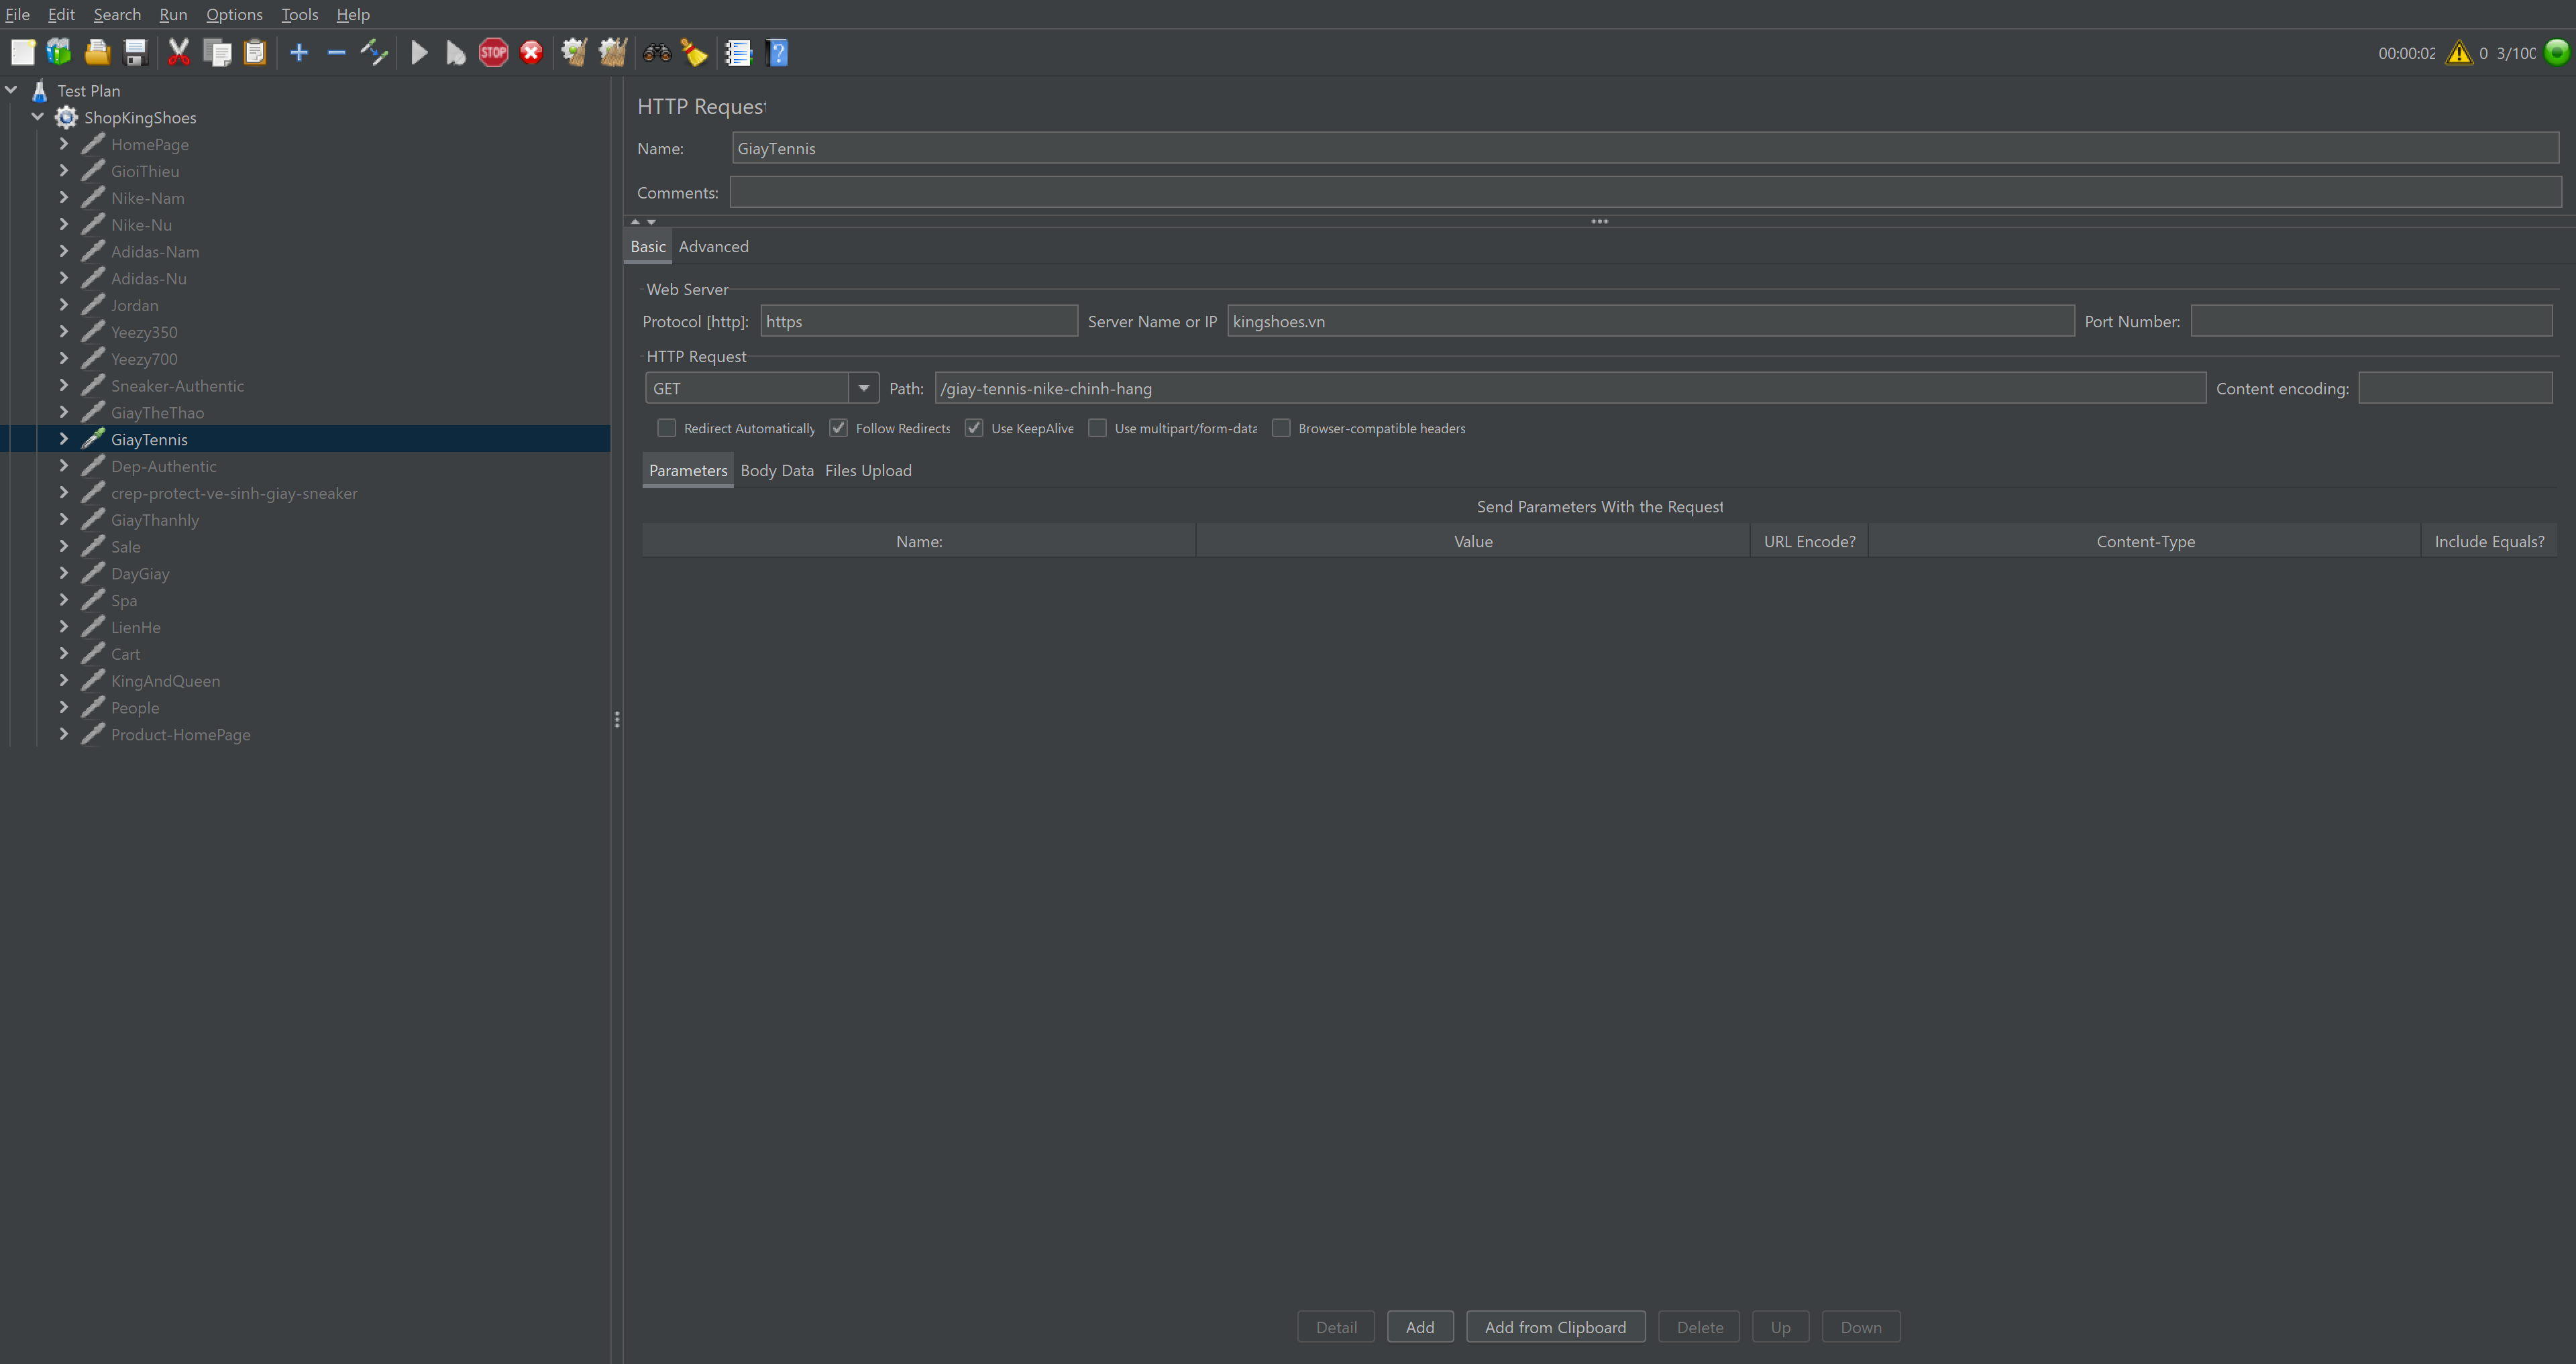 File Edit Search Run Options Tools Help
STOP
00:00:02 0 3/100
Test Plan
ShopKingShoes
HomePage
GioiThieu
Nike-Nam
Nike-Nu
Adidas-Nam
Adidas-Nu
Jordan
Yeezy350
Yeezy700
Sneaker-Authentic
GiayTheThao
GiayTennis
Dep-Authentic
crep-protect-ve-sinh-giay-sneaker
GiayThanhly
Sale
DayGiay
Spa
LienHe
Cart
KingAndQueen
People
Product-HomePage
HTTP Request
Name: GiayTennis
Comments:
Basic Advanced
Web Server
Protocol [http]: https Server Name or IP kingshoes.vn Port Number:
HTTP Request
GET Path: /giay-tennis-nike-chinh-hang Content encoding:
Redirect Automatically Follow Redirects Use KeepAlive Use multipart/form-data Browser-compatible headers
Parameters Body Data Files Upload
Send Parameters With the Request
Name: Value URL Encode? Content-Type Include Equals?
Detail Add Add from Clipboard Delete Up Down